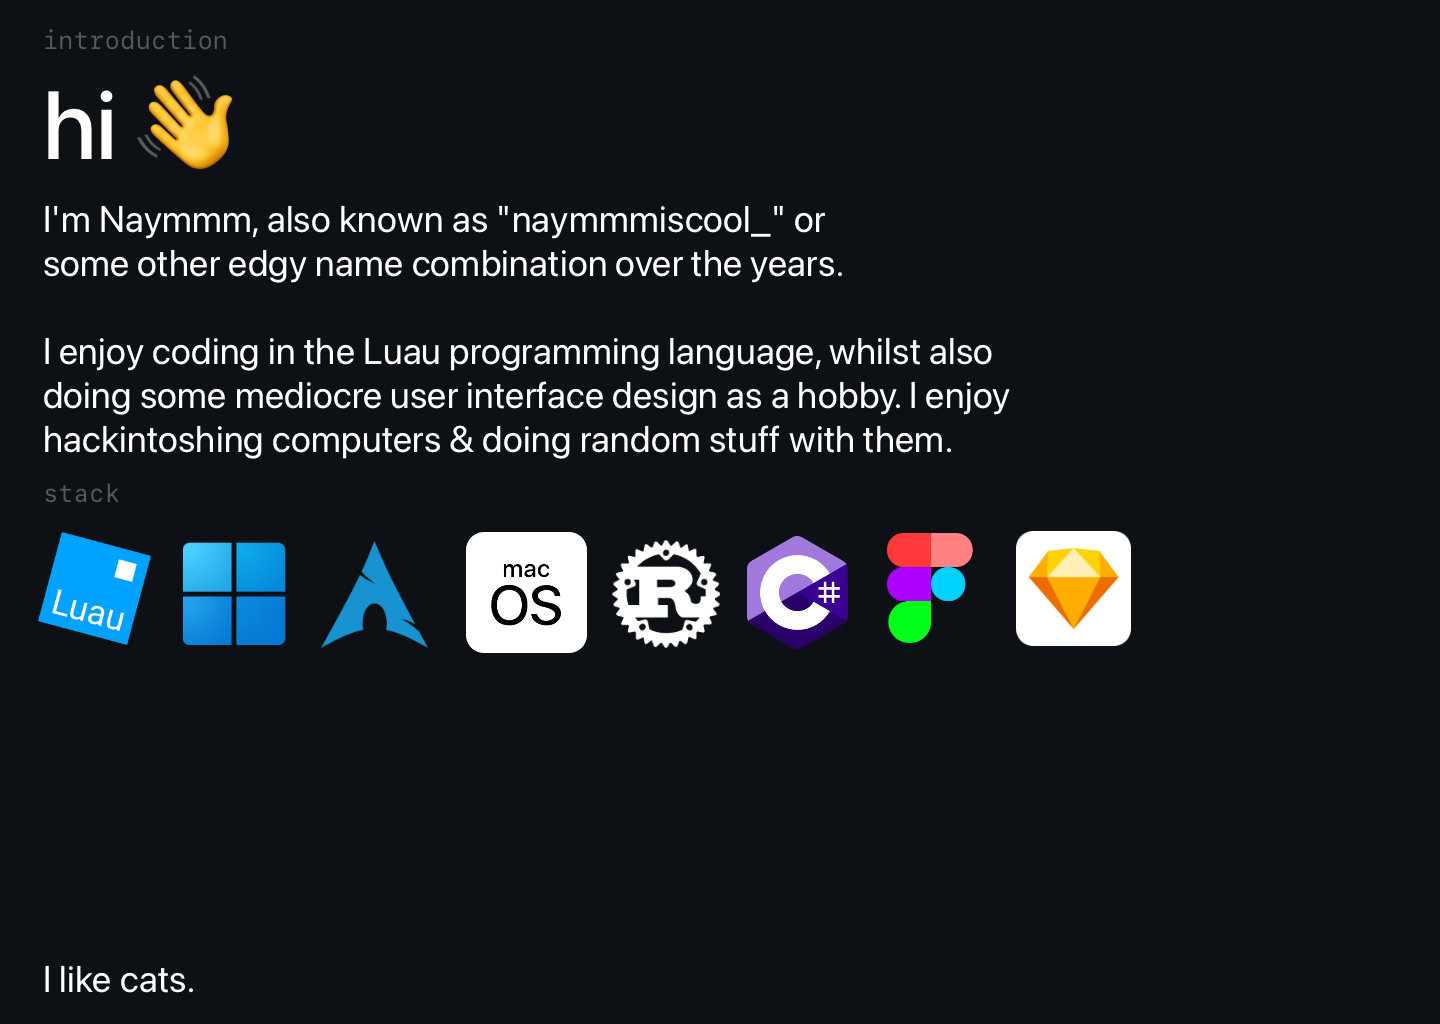 introduction
hi 👋
I'm Naymmm, also known as "naymmmiscool_" or
some other edgy name combination over the years.
I enjoy coding in the Luau programming language, whilst also
doing some mediocre user interface design as a hobby. I enjoy
hackintoshing computers & doing random stuff with them.
stack
Luau
mac
OS
R
C#
I like cats.